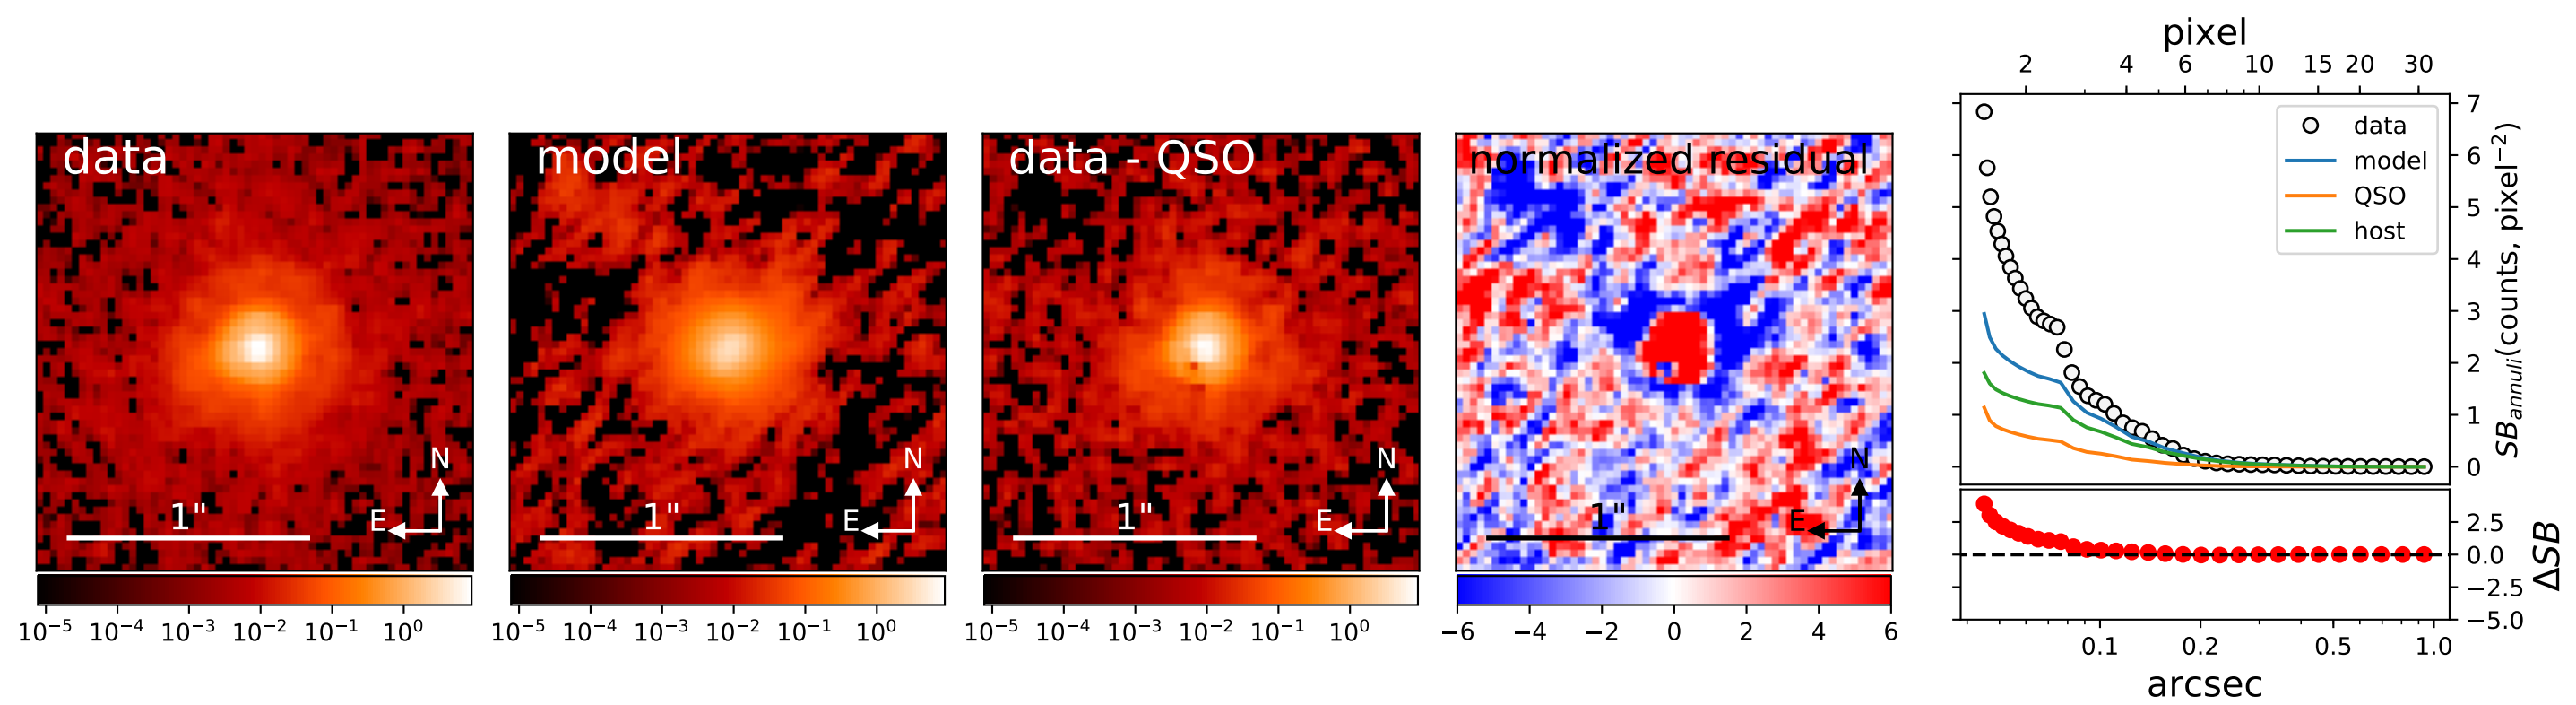 data
N
E
1"
10⁻⁵ 10⁻⁴ 10⁻³ 10⁻² 10⁻¹ 10⁰
model
N
E
1"
10⁻⁵ 10⁻⁴ 10⁻³ 10⁻² 10⁻¹ 10⁰
data - QSO
N
E
1"
10⁻⁵ 10⁻⁴ 10⁻³ 10⁻² 10⁻¹ 10⁰
normalized residual
N
E
1"
−6 −4 −2 0 2 4 6
pixel
2 4 6 10 15 20 30
data
model
QSO
host
7
6
5
4
3
2
1
0
SB_annuli(counts, pixel⁻²)
2.5
0.0
−2.5
−5.0
ΔSB
0.1 0.2 0.5 1.0
arcsec